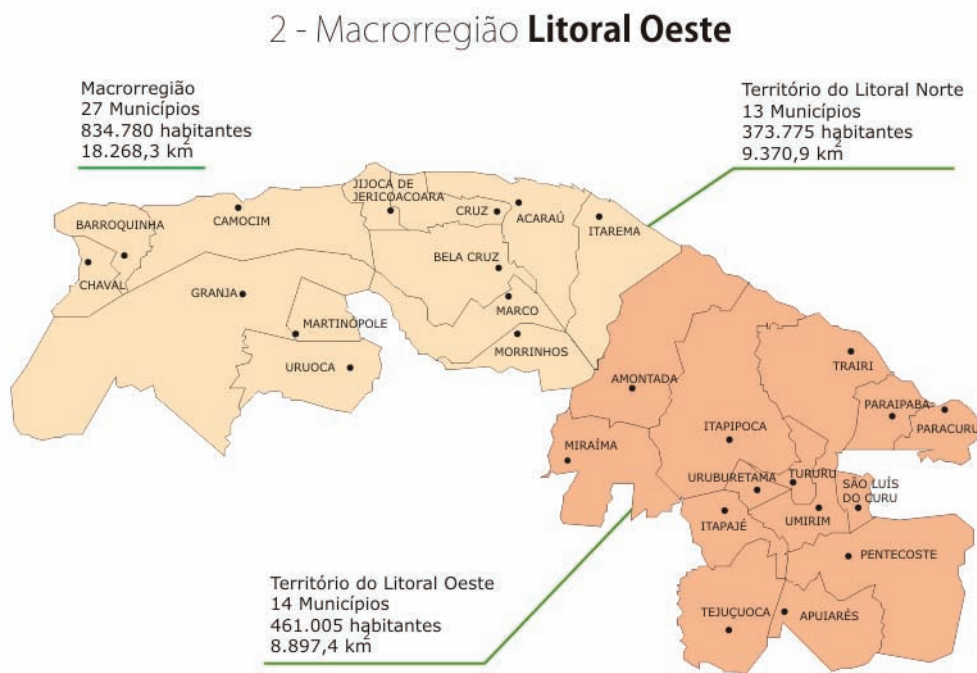 2 - Macrorregião Litoral Oeste
Macrorregião
27 Municípios
834.780 habitantes
18.268,3 km²
Território do Litoral Norte
13 Municípios
373.775 habitantes
9.370,9 km²
JIJOCA DE
JERICOACOARA
CRUZ
ACARAÚ
ITAREMA
CAMOCIM
BARROQUINHA
CHAVAL
BELA CRUZ
GRANJA
MARCO
MARTINÓPOLE
MORRINHOS
URUOCA
TRAIRI
AMONTADA
PARAIPABA
PARACURU
ITAPIPOCA
MIRAÍMA
URUBURETAMA
TURURU
SÃO LUÍS
DO CURU
ITAPAJÉ
UMIRIM
PENTECOSTE
TEJUÇUOCA
APUIARÉS
Território do Litoral Oeste
14 Municípios
461.005 habitantes
8.897,4 km²